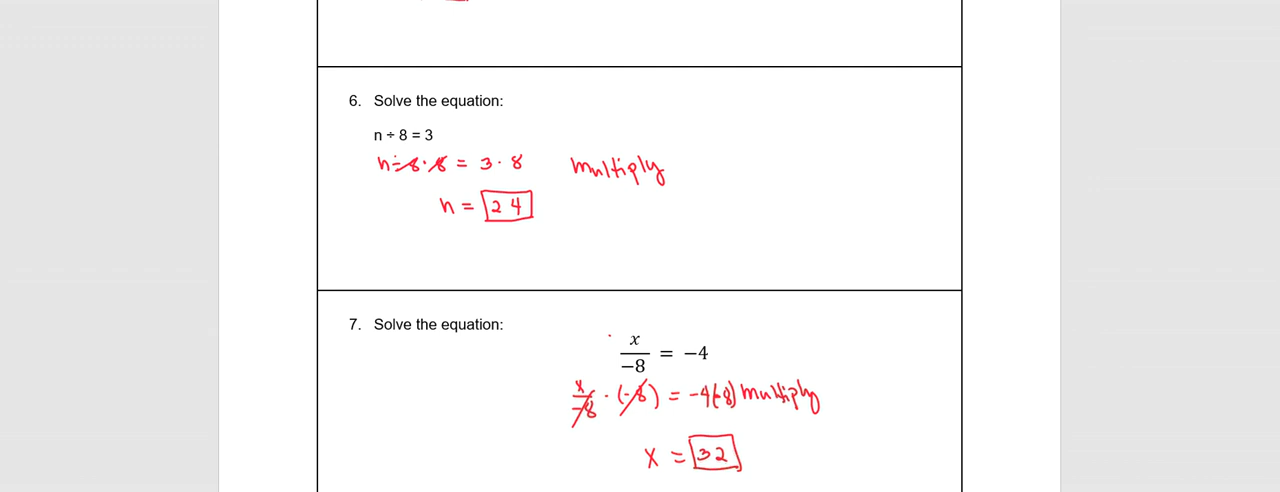 6. Solve the equation:
n ÷ 8 = 3
n÷8·8 = 3·8 multiply
n = 24
7. Solve the equation:
x/−8 = −4
x/-8 · (-8) = -4(-8) multiply
x = 32